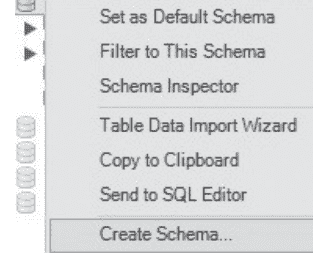 Set as Default Schema
Filter to This Schema
Schema Inspector
Table Data Import Wizard
Copy to Clipboard
Send to SQL Editor
Create Schema...